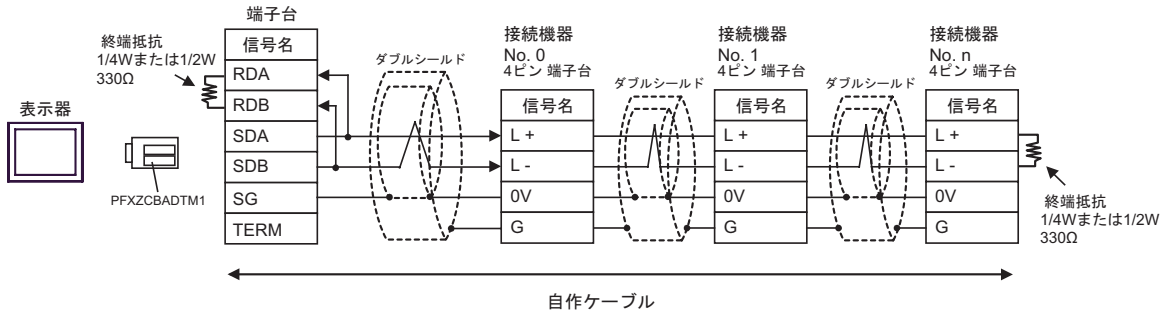 表示器
PFXZCBADTM1
終端抵抗
1/4Wまたは1/2W
330Ω
端子台
信号名
RDA
RDB
SDA
SDB
SG
TERM
ダブルシールド
接続機器
No. 0
4ピン 端子台
信号名
L +
L -
0V
G
ダブルシールド
接続機器
No. 1
4ピン 端子台
信号名
L +
L -
0V
G
ダブルシールド
接続機器
No. n
4ピン 端子台
信号名
L +
L -
0V
G
終端抵抗
1/4Wまたは1/2W
330Ω
自作ケーブル